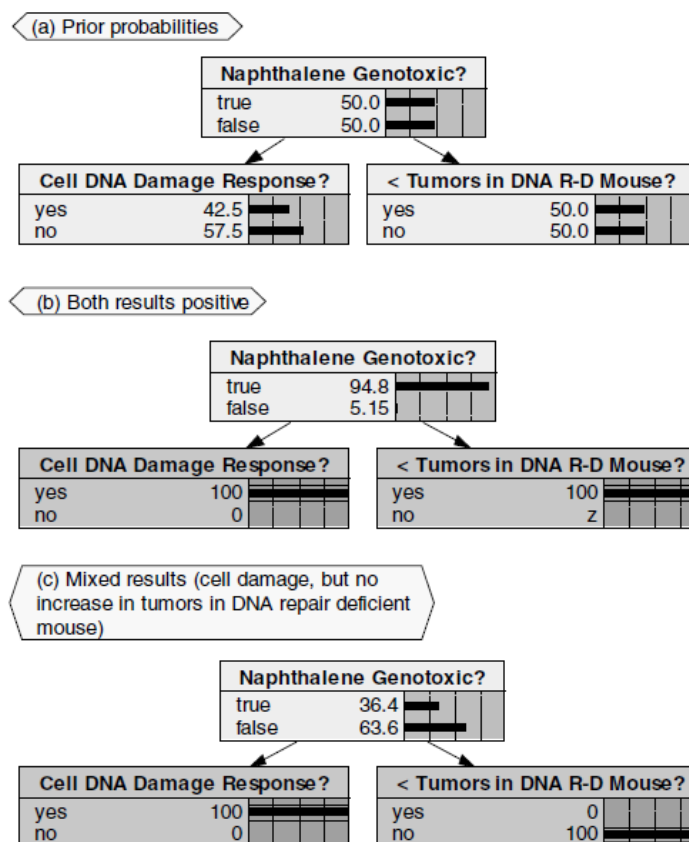 (a) Prior probabilities
Naphthalene Genotoxic?
true 50.0
false 50.0
Cell DNA Damage Response?
yes 42.5
no 57.5
< Tumors in DNA R-D Mouse?
yes 50.0
no 50.0
(b) Both results positive
Naphthalene Genotoxic?
true 94.8
false 5.15
Cell DNA Damage Response?
yes 100
no 0
< Tumors in DNA R-D Mouse?
yes 100
no z
(c) Mixed results (cell damage, but no
increase in tumors in DNA repair deficient
mouse)
Naphthalene Genotoxic?
true 36.4
false 63.6
Cell DNA Damage Response?
yes 100
no 0
< Tumors in DNA R-D Mouse?
yes 0
no 100